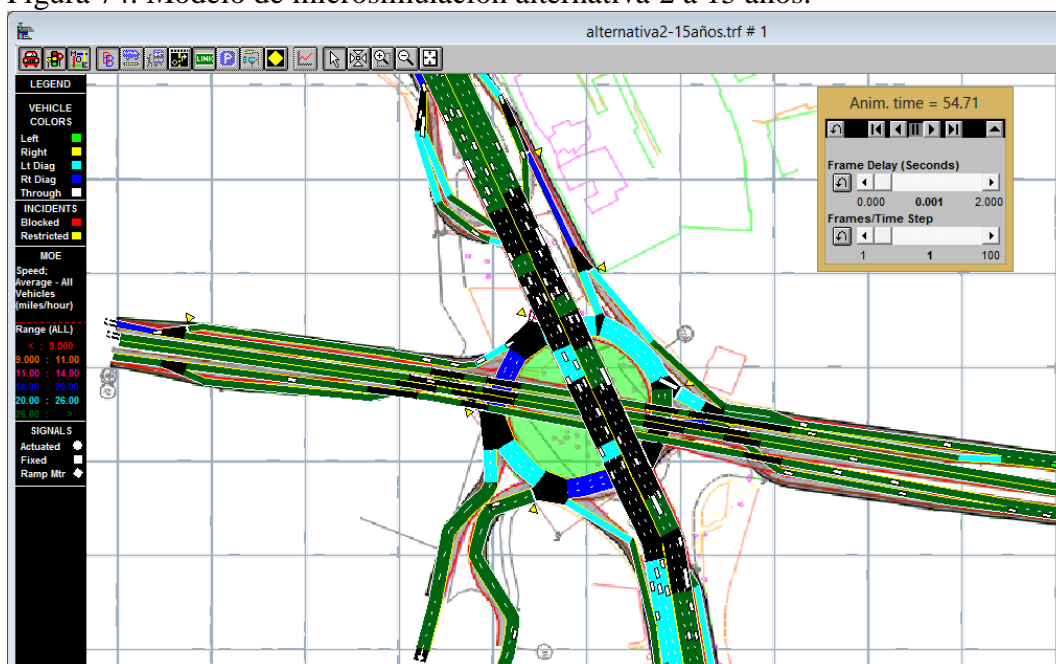 Figura 74. Modelo de microsimulación alternativa 2 a 15 años.
alternativa2-15años.trf # 1
LINK
LEGEND
VEHICLE
COLORS
Left
Right
Lt Diag
Rt Diag
Through
INCIDENTS
Blocked
Restricted
MOE
Speed;
Average - All
Vehicles
(miles/hour)
Range (ALL)
< : 9.000
9.000 : 11.00
11.00 : 14.00
14.00 : 20.00
20.00 : 26.00
26.00 : >
SIGNALS
Actuated
Fixed
Ramp Mtr
Anim. time = 54.71
Frame Delay (Seconds)
0.000 0.001 2.000
Frames/Time Step
1 1 100